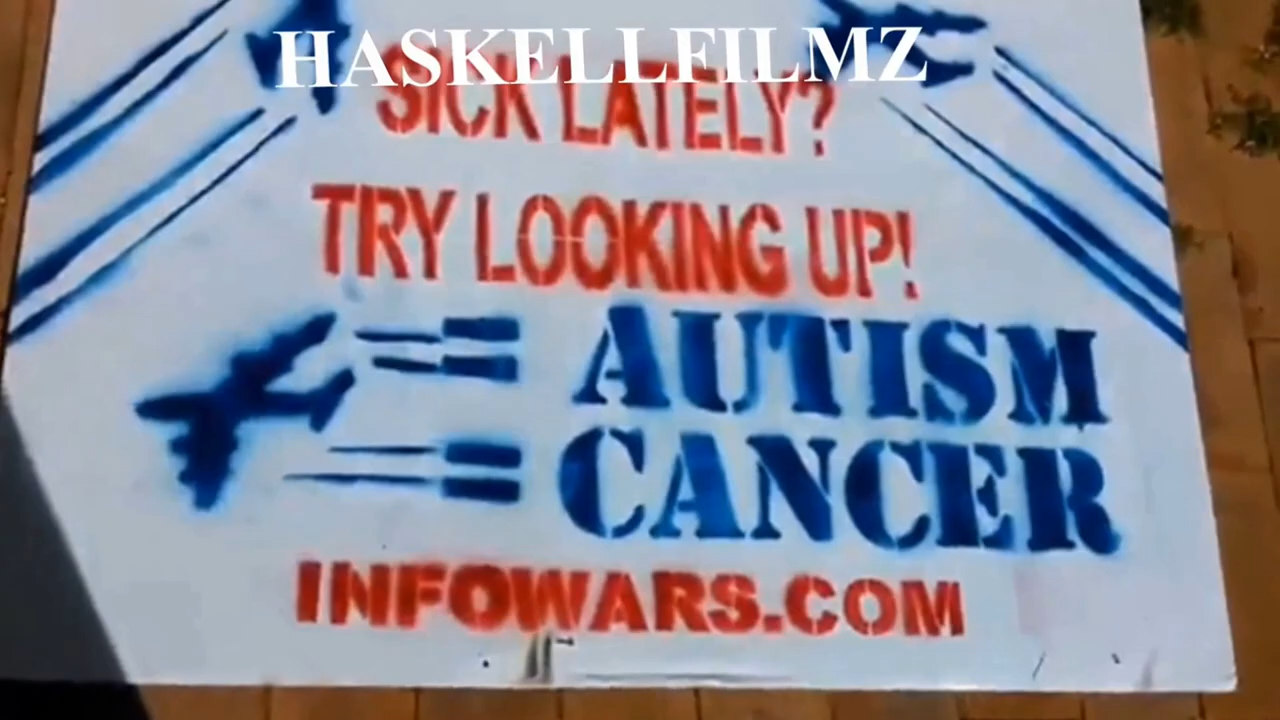 HASKELLFILMZ
SICK LATELY?
TRY LOOKING UP!
AUTISM
CANCER
INFOWARS.COM